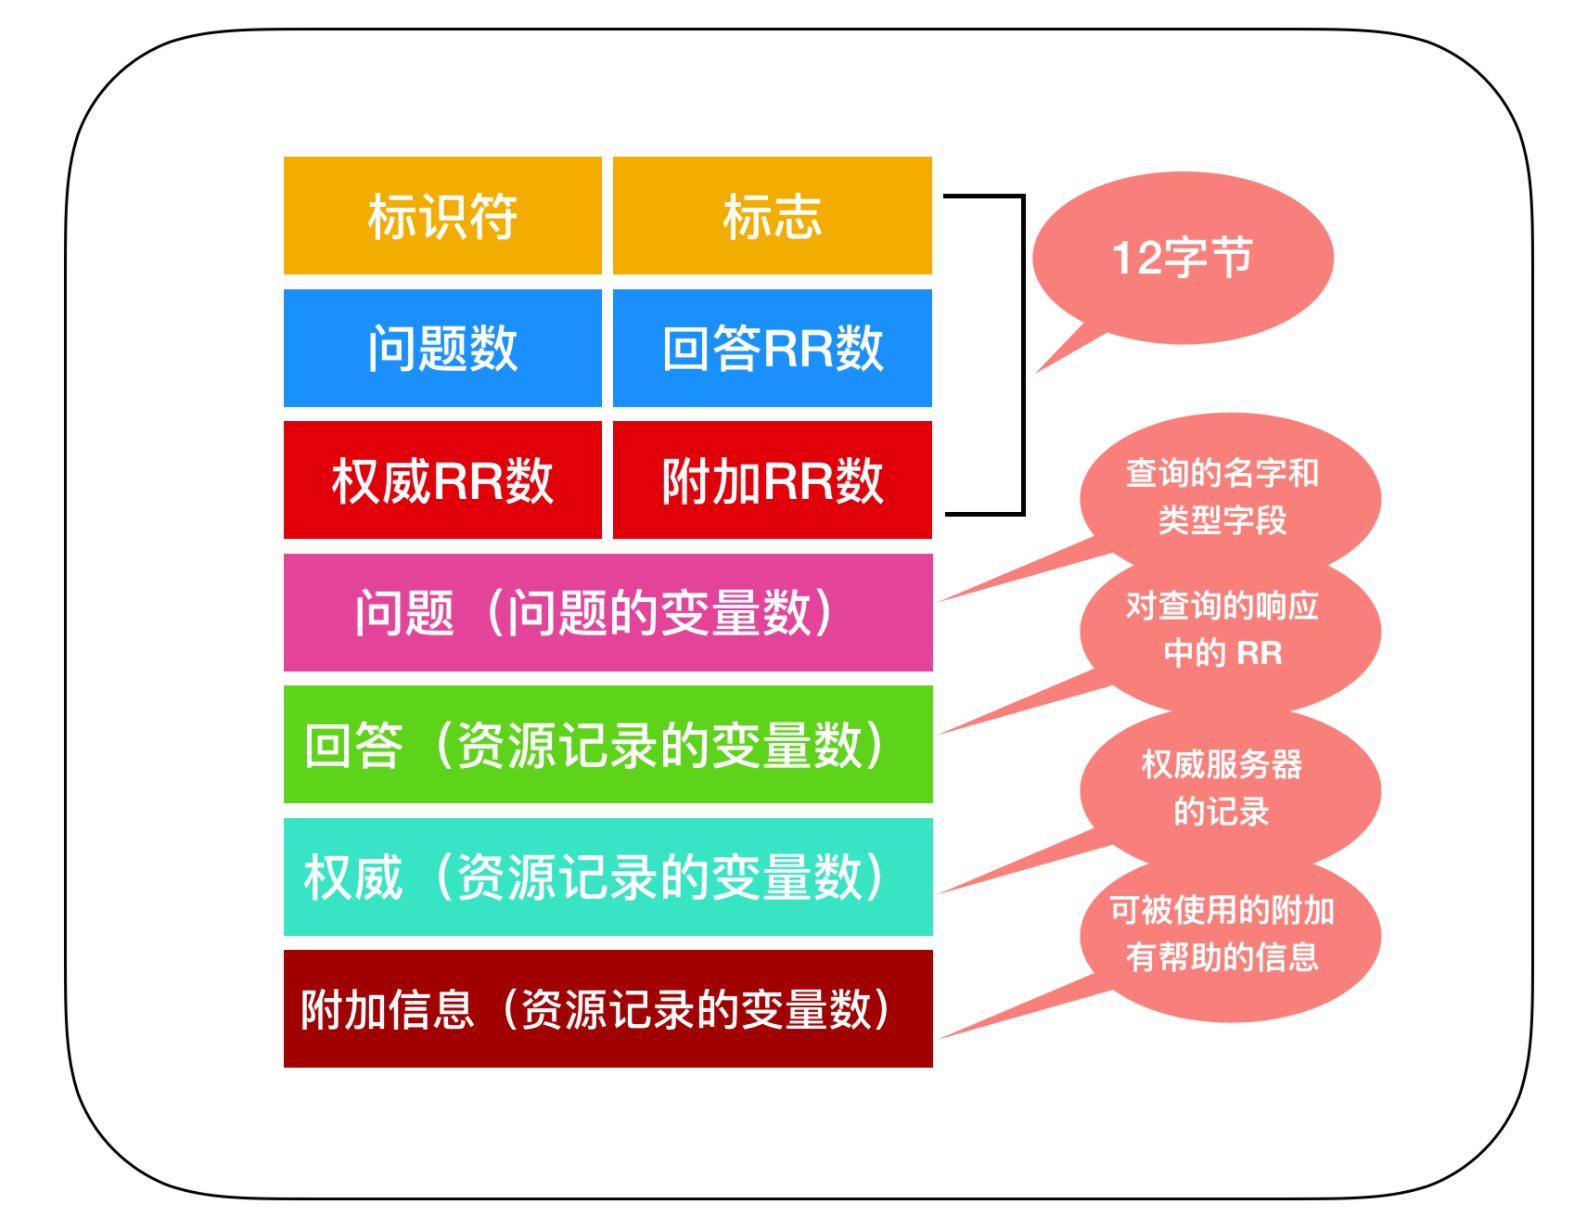 标识符
标志
12字节
问题数
回答RR数
权威RR数
附加RR数
查询的名字和
类型字段
问题（问题的变量数）
对查询的响应
中的 RR
回答（资源记录的变量数）
权威服务器
的记录
权威（资源记录的变量数）
可被使用的附加
有帮助的信息
附加信息（资源记录的变量数）